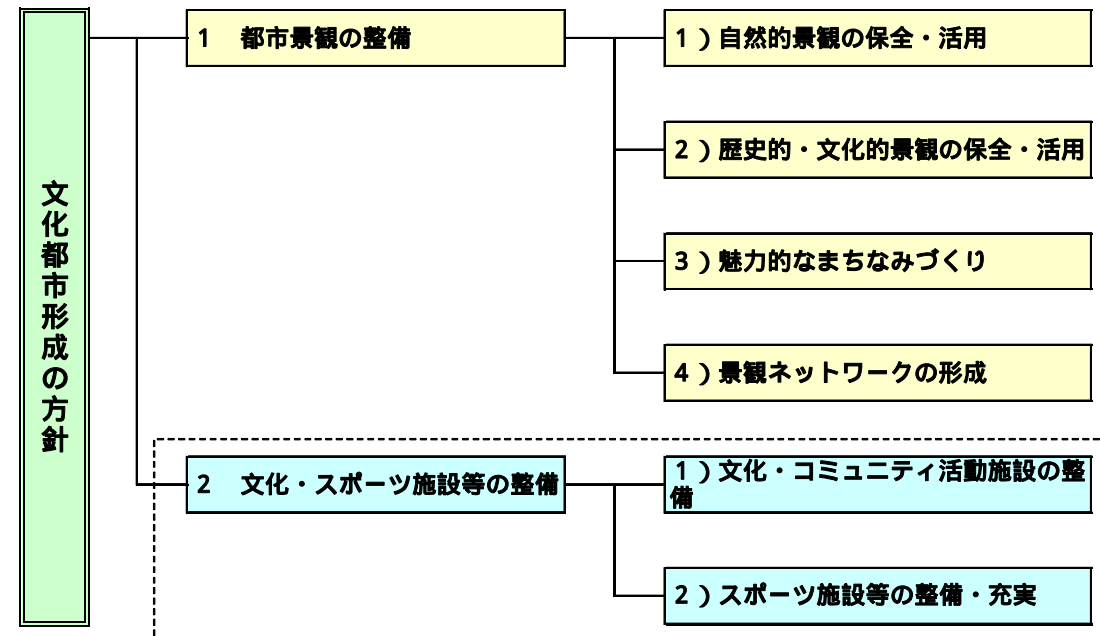 文化都市形成の方針
1　都市景観の整備
1）自然的景観の保全・活用
2）歴史的・文化的景観の保全・活用
3）魅力的なまちなみづくり
4）景観ネットワークの形成
2　文化・スポーツ施設等の整備
1）文化・コミュニティ活動施設の整
備
2）スポーツ施設等の整備・充実